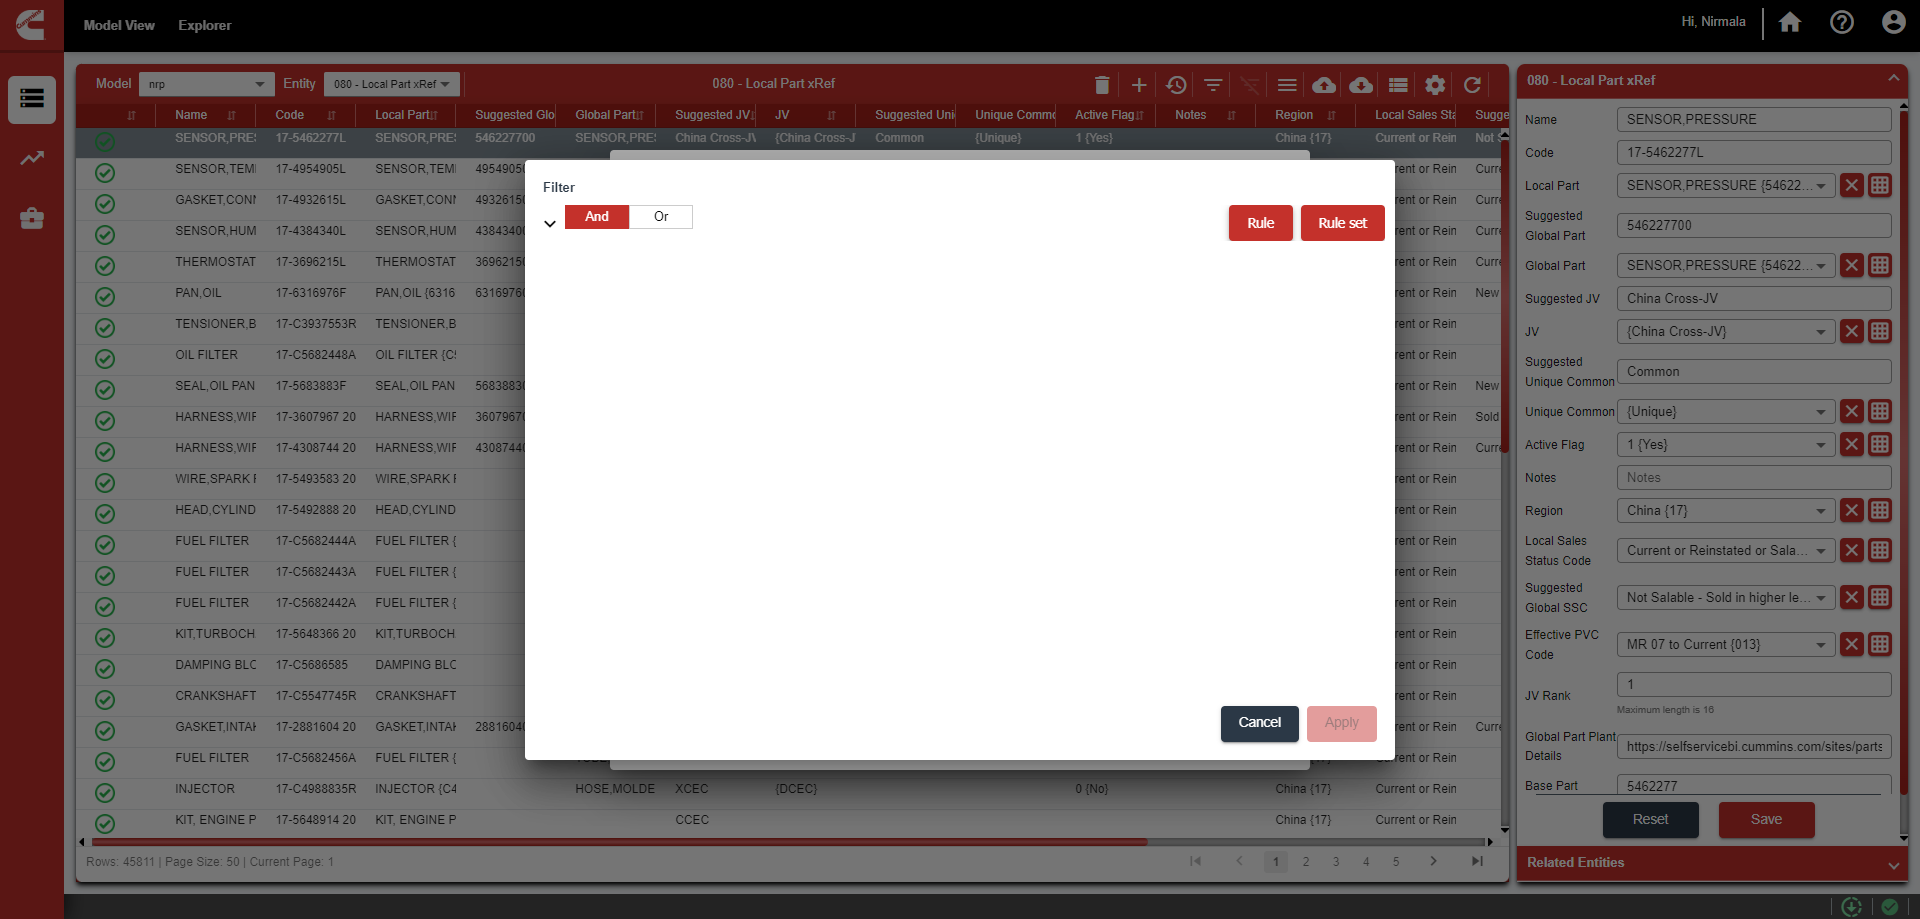 Model View Explorer Hi, Nirmala
Model nrp Entity 080 - Local Part xRef 080 - Local Part xRef
Name Code Local Part Suggested Glo Global Part Suggested JV JV Suggested Uni Unique Commo Active Flag Notes Region Local Sales Sta Sugge
SENSOR,PRES 17-5462277L SENSOR,PRES 546227700 SENSOR,PRES China Cross-JV {China Cross-J Common {Unique} 1 {Yes} China {17} Current or Rein Not
SENSOR,TEM 17-4954905L SENSOR,TEM 4954905 rent or Rein Curre
GASKET,CONN 17-4932615L GASKET,CONN 4932615 rent or Rein Curre
SENSOR,HUM 17-4384340L SENSOR,HUM 4384340 rent or Rein Curre
THERMOSTAT 17-3696215L THERMOSTAT 3696215 rent or Rein Curre
PAN,OIL 17-6316976F PAN,OIL {6316 6316976 rent or Rein New
TENSIONER,B 17-C3937553R TENSIONER,B rent or Rein
OIL FILTER 17-C5682448A OIL FILTER {C5 rent or Rein
SEAL,OIL PAN 17-5683883F SEAL,OIL PAN 5683883 rent or Rein New
HARNESS,WIF 17-3607967 20 HARNESS,WIF 3607967 rent or Rein Sold
HARNESS,WIF 17-4308744 20 HARNESS,WIF 4308744 rent or Rein Curre
WIRE,SPARK F 17-5493583 20 WIRE,SPARK F rent or Rein
HEAD,CYLIND 17-5492888 20 HEAD,CYLIND rent or Rein
FUEL FILTER 17-C5682444A FUEL FILTER { rent or Rein
FUEL FILTER 17-C5682443A FUEL FILTER { rent or Rein
FUEL FILTER 17-C5682442A FUEL FILTER { rent or Rein
KIT,TURBOCH 17-5648366 20 KIT,TURBOCH rent or Rein
DAMPING BLC 17-C5686585 DAMPING BLC rent or Rein
CRANKSHAFT 17-C5547745R CRANKSHAFT rent or Rein
GASKET,INTAK 17-2881604 20 GASKET,INTAK 2881604 rent or Rein Curre
FUEL FILTER 17-C5682456A FUEL FILTER { rent or Rein
INJECTOR 17-C4988835R INJECTOR {C4 HOSE,MOLDE XCEC {DCEC} 0 {No} China {17} Current or Rein
KIT, ENGINE P 17-5648914 20 KIT, ENGINE P CCEC China {17} Current or Rein
Rows: 45811 | Page Size: 50 | Current Page: 1 1 2 3 4 5
Filter
And Or Rule Rule set
Cancel Apply
080 - Local Part xRef
Name SENSOR,PRESSURE
Code 17-5462277L
Local Part SENSOR,PRESSURE {54622...
Suggested
Global Part 546227700
Global Part SENSOR,PRESSURE {54622...
Suggested JV China Cross-JV
JV {China Cross-JV}
Suggested
Unique Common Common
Unique Common {Unique}
Active Flag 1 {Yes}
Notes Notes
Region China {17}
Local Sales
Status Code Current or Reinstated or Sala...
Suggested
Global SSC Not Salable - Sold in higher le...
Effective PVC
Code MR 07 to Current {013}
JV Rank 1
Maximum length is 16
Global Part Plant
Details https://selfservicebi.cummins.com/sites/parts
Base Part 5462277
Reset Save
Related Entities